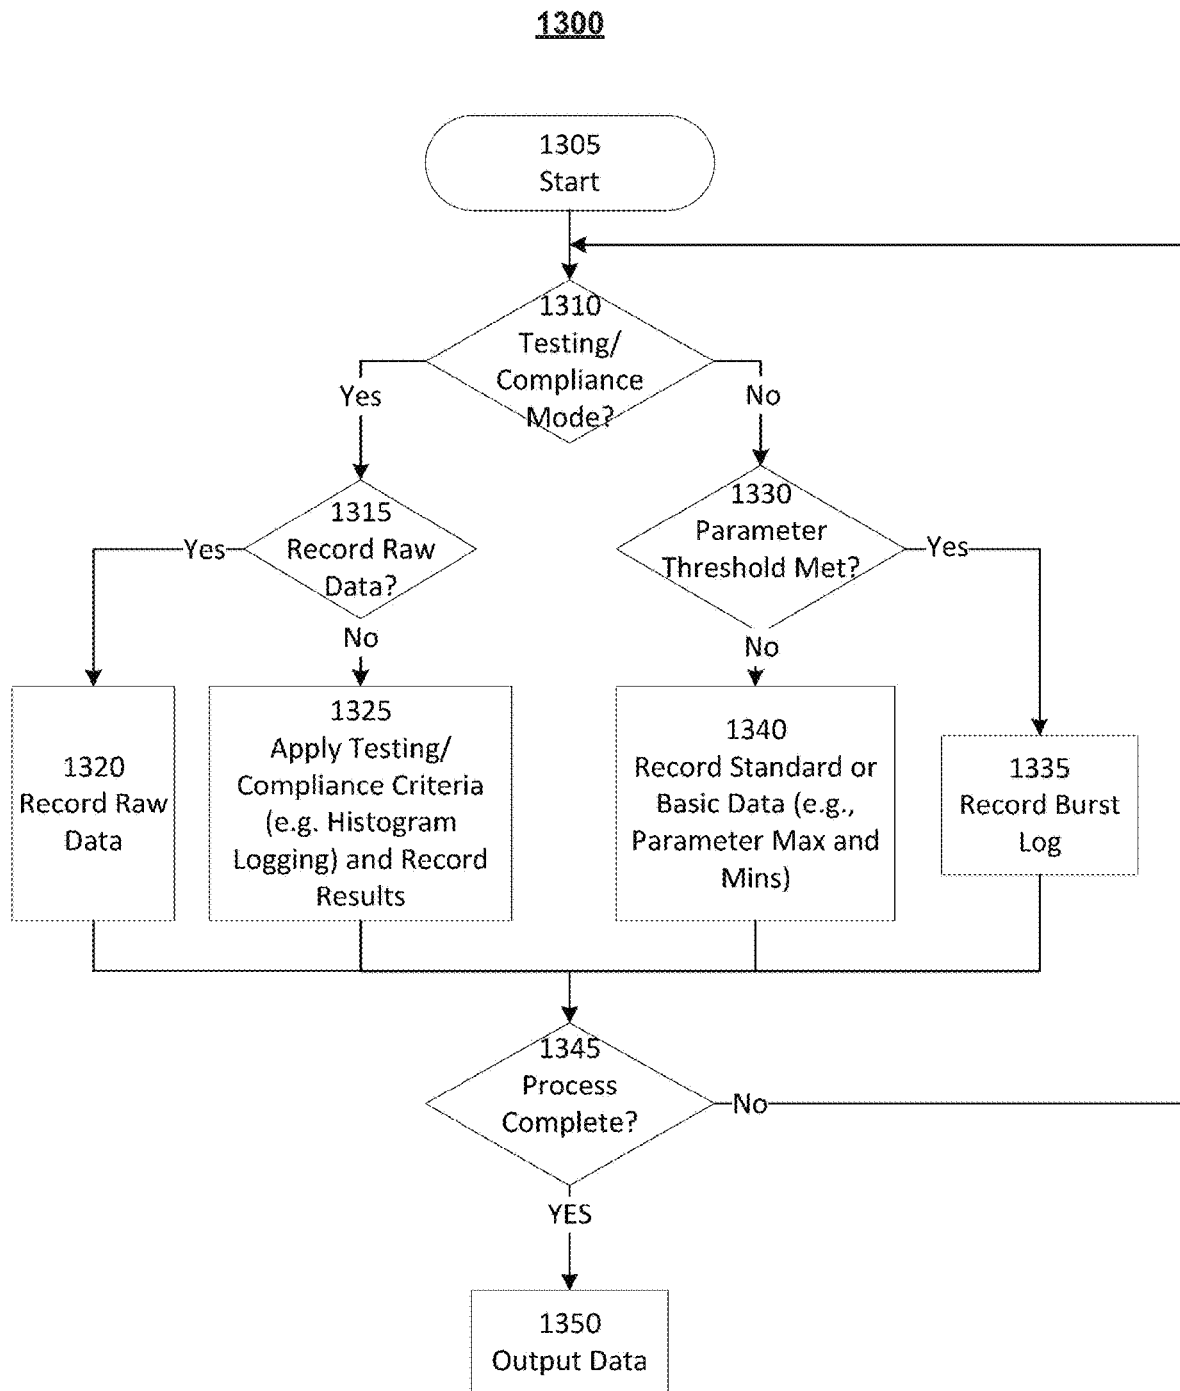 1300
1305
Start
1310
Testing/
Compliance
Mode?
Yes
No
1315
Record Raw
Data?
1330
Parameter
Threshold Met?
Yes
Yes
No
No
1320
Record Raw
Data
1325
Apply Testing/
Compliance Criteria
(e.g. Histogram
Logging) and Record
Results
1340
Record Standard or
Basic Data (e.g.,
Parameter Max and
Mins)
1335
Record Burst
Log
1345
Process
Complete?
No
YES
1350
Output Data